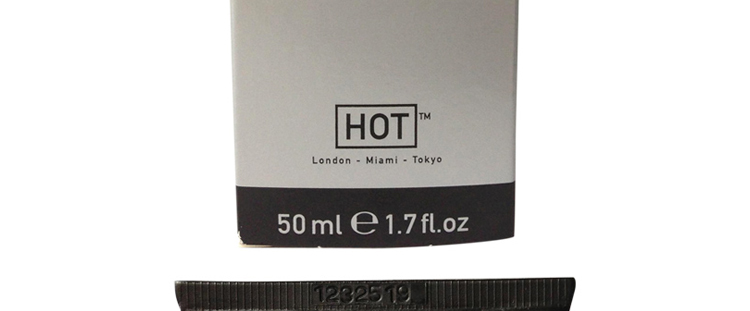 HOT™
London - Miami - Tokyo
50 ml ℮ 1.7 fl.oz
1232519